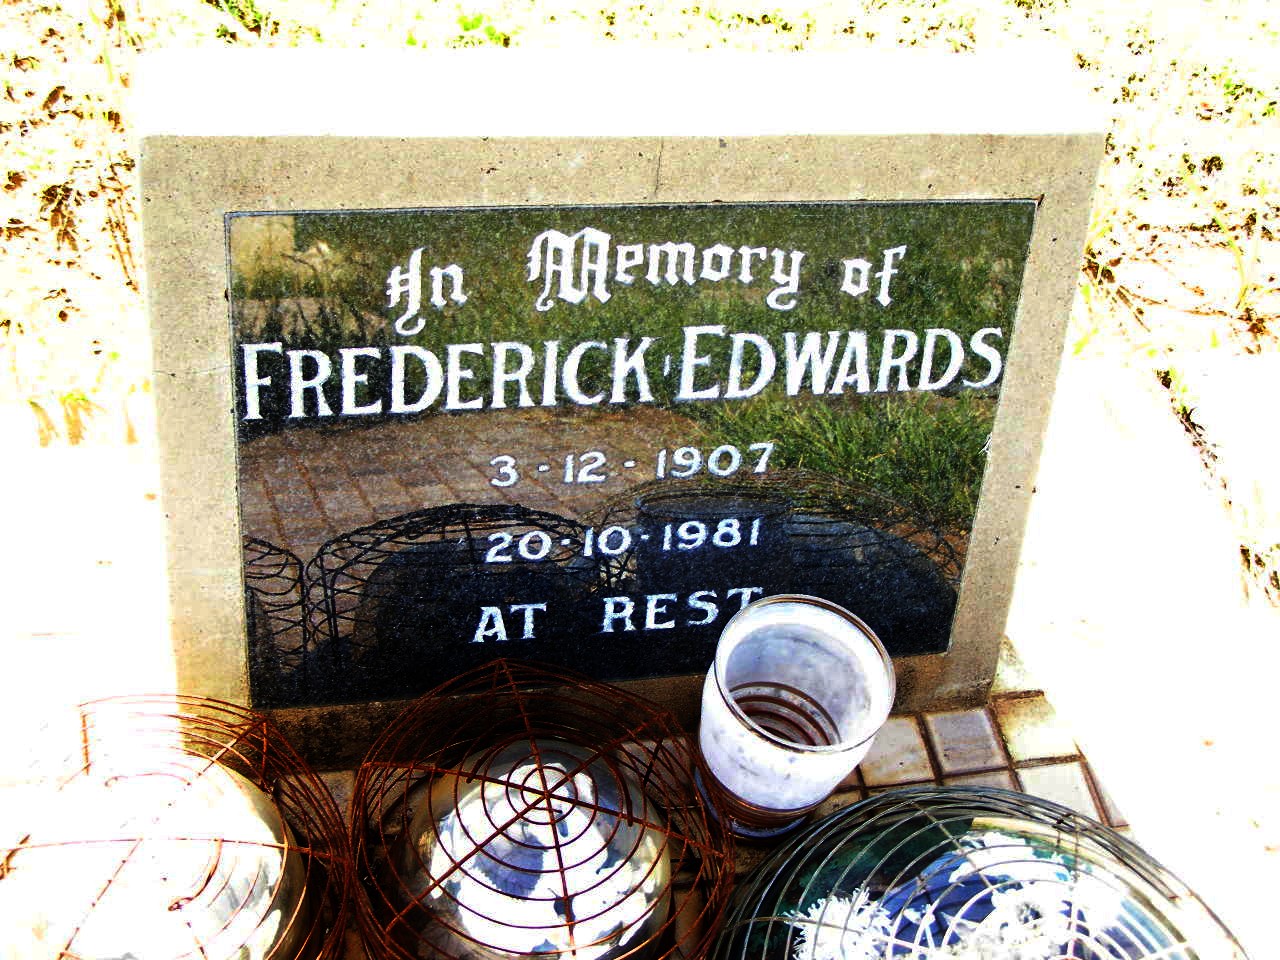 In Memory of
FREDERICK EDWARDS
3-12-1907
20-10-1981
AT REST